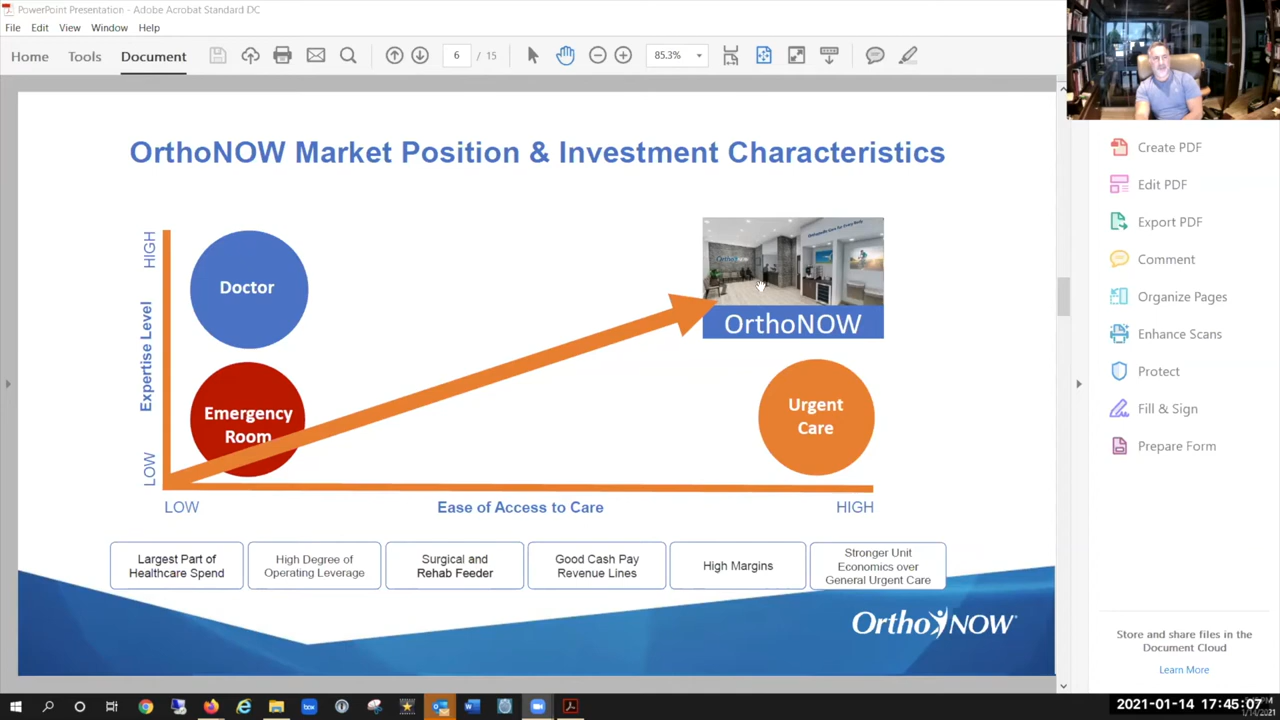 PowerPoint Presentation - Adobe Acrobat Standard DC
File Edit View Window Help
Home Tools Document 6 / 15 85.3%
OrthoNOW Market Position & Investment Characteristics
HIGH
Expertise Level
LOW
Doctor
Emergency
Room
OrthoNOW
Urgent
Care
LOW Ease of Access to Care HIGH
Largest Part of
Healthcare Spend
High Degree of
Operating Leverage
Surgical and
Rehab Feeder
Good Cash Pay
Revenue Lines
High Margins
Stronger Unit
Economics over
General Urgent Care
OrthoNOW
Create PDF
Edit PDF
Export PDF
Comment
Organize Pages
Enhance Scans
Protect
Fill & Sign
Prepare Form
Store and share files in the
Document Cloud
Learn More
2021-01-14 17:45:07